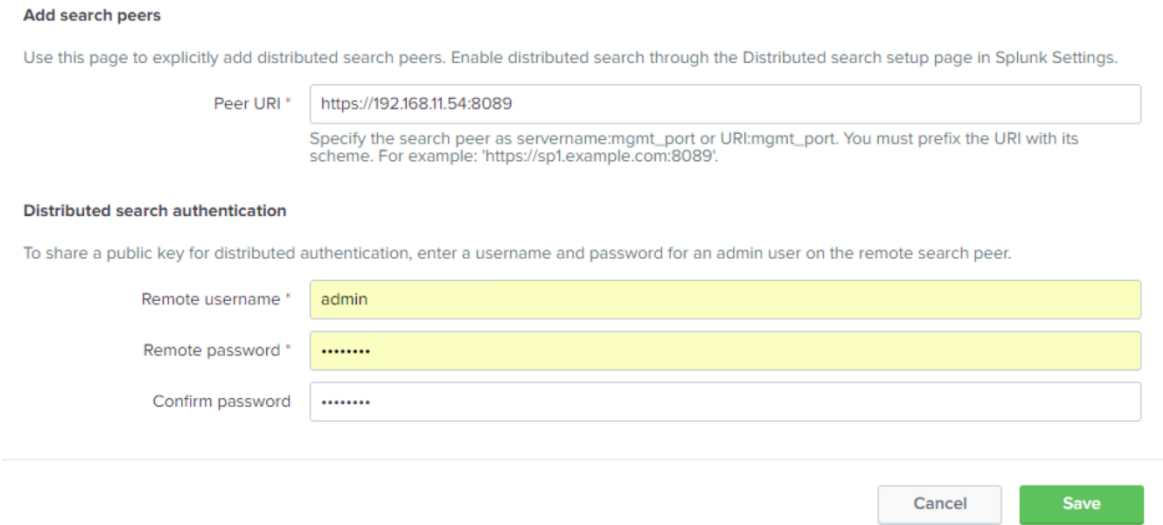 Add search peers
Use this page to explicitly add distributed search peers. Enable distributed search through the Distributed search setup page in Splunk Settings.
Peer URI * https://192.168.11.54:8089
Specify the search peer as servername:mgmt_port or URI:mgmt_port. You must prefix the URI with its
scheme. For example: 'https://sp1.example.com:8089'.
Distributed search authentication
To share a public key for distributed authentication, enter a username and password for an admin user on the remote search peer.
Remote username * admin
Remote password * ••••••••
Confirm password ••••••••
Cancel Save